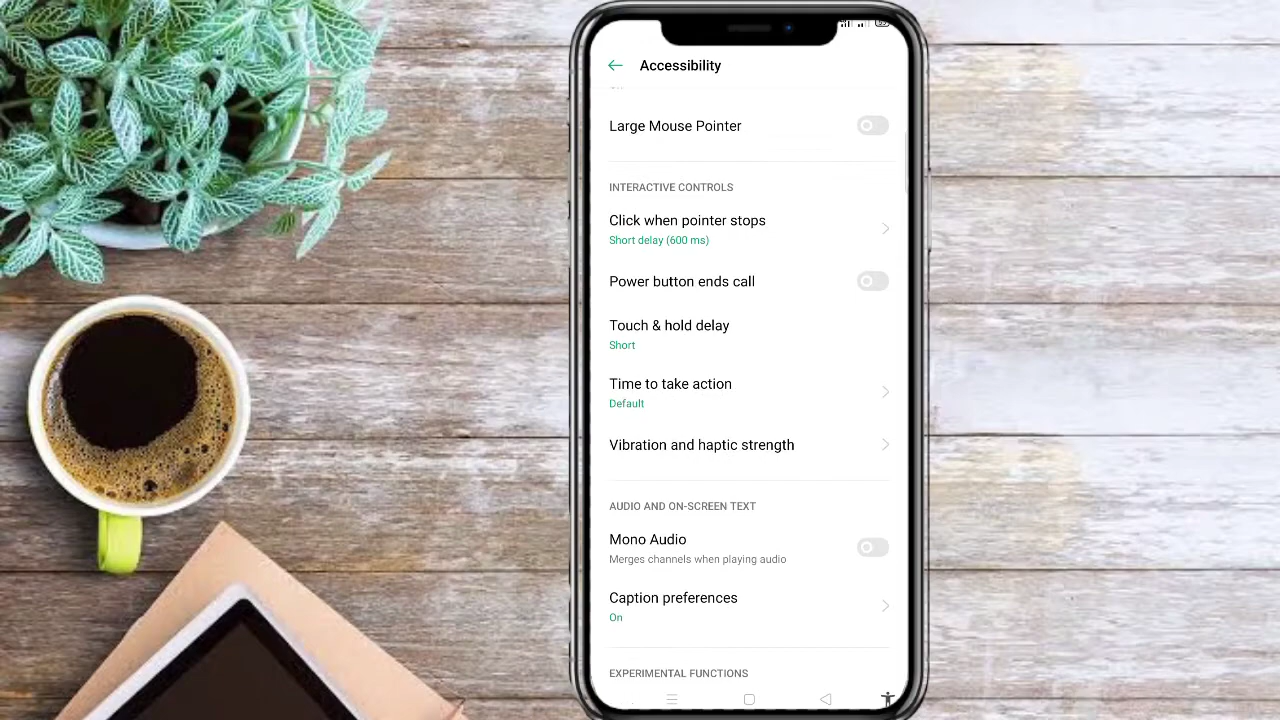 Accessibility
Large Mouse Pointer
INTERACTIVE CONTROLS
Click when pointer stops
Short delay (600 ms)
Power button ends call
Touch & hold delay
Short
Time to take action
Default
Vibration and haptic strength
AUDIO AND ON-SCREEN TEXT
Mono Audio
Merges channels when playing audio
Caption preferences
On
EXPERIMENTAL FUNCTIONS